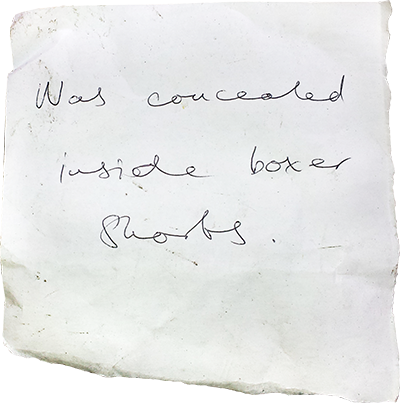 Was concealed
inside boxer
shorts.